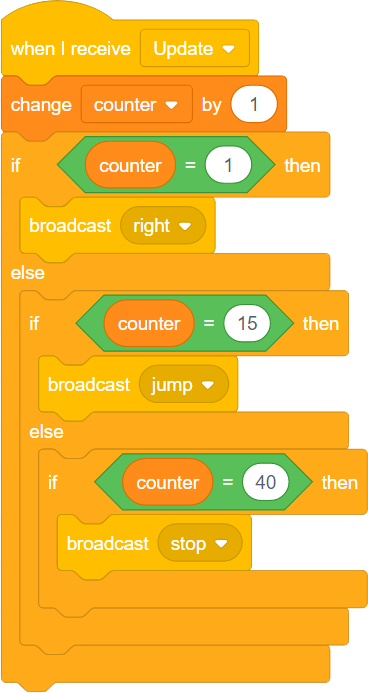 when I receive Update
change counter by 1
if counter = 1 then
broadcast right
else
if counter = 15 then
broadcast jump
else
if counter = 40 then
broadcast stop